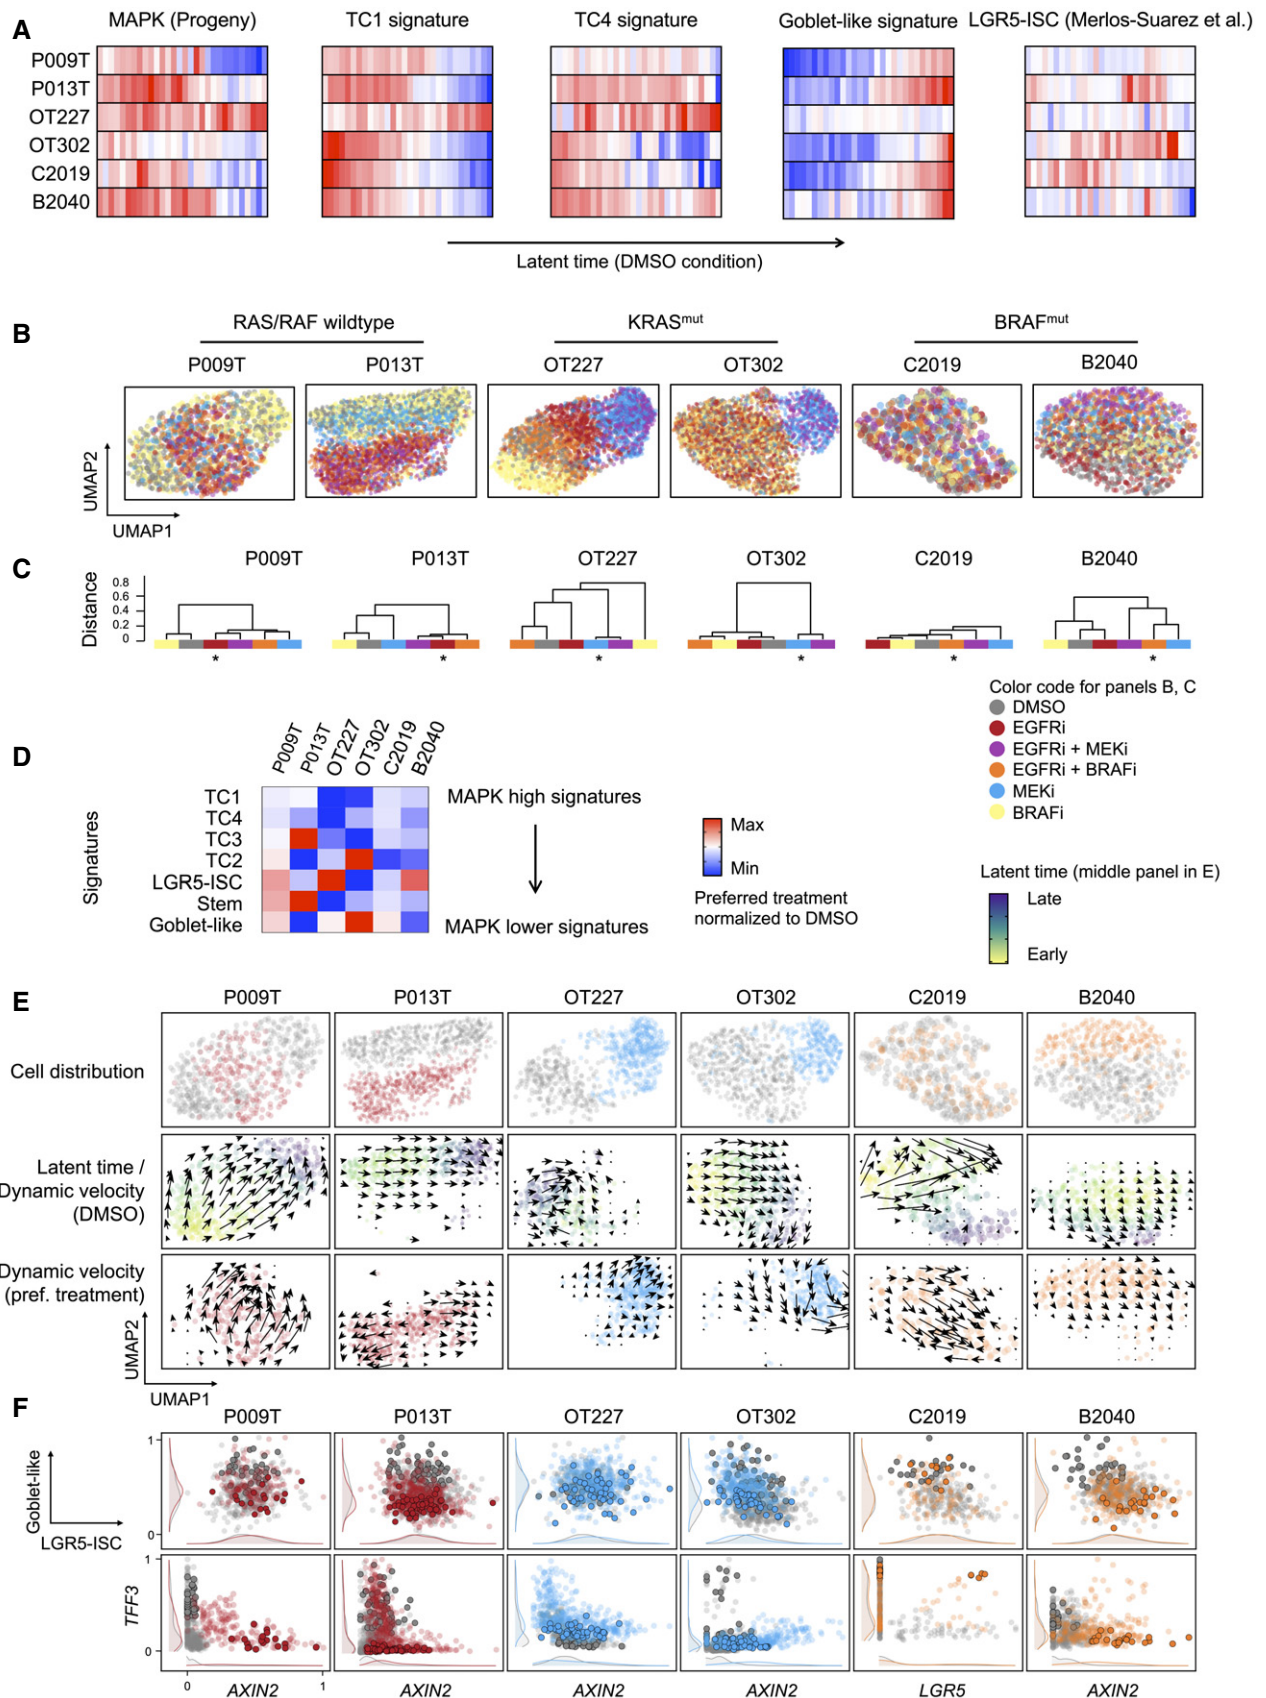 A
MAPK (Progeny) TC1 signature TC4 signature Goblet-like signature LGR5-ISC (Merlos-Suarez et al.)
P009T
P013T
OT227
OT302
C2019
B2040
Latent time (DMSO condition)
B
RAS/RAF wildtype KRASmut BRAFmut
P009T P013T OT227 OT302 C2019 B2040
UMAP2
UMAP1
C
P009T P013T OT227 OT302 C2019 B2040
Distance
0.8
0.6
0.4
0.2
0
* * * * * *
Color code for panels B, C
DMSO
EGFRi
EGFRi + MEKi
EGFRi + BRAFi
MEKi
BRAFi
D
P009T P013T OT227 OT302 C2019 B2040
Signatures
TC1
TC4
TC3
TC2
LGR5-ISC
Stem
Goblet-like
MAPK high signatures
MAPK lower signatures
Max
Min
Preferred treatment
normalized to DMSO
Latent time (middle panel in E)
Late
Early
E
P009T P013T OT227 OT302 C2019 B2040
Cell distribution
Latent time /
Dynamic velocity
(DMSO)
Dynamic velocity
(pref. treatment)
UMAP2
UMAP1
F
P009T P013T OT227 OT302 C2019 B2040
Goblet-like
LGR5-ISC
1
0
TFF3
1
0
0 1
AXIN2 AXIN2 AXIN2 AXIN2 LGR5 AXIN2